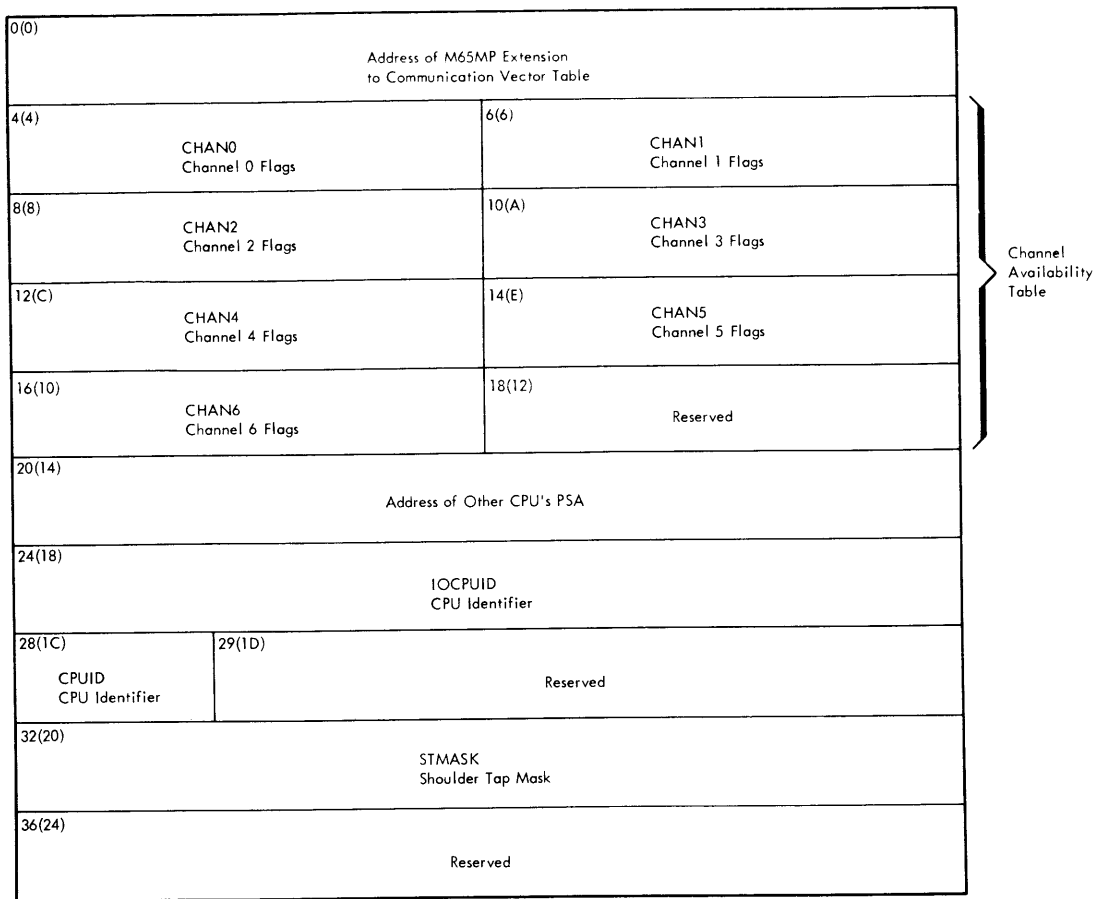 0(0)
Address of M65MP Extension
to Communication Vector Table
4(4)
CHAN0
Channel 0 Flags
6(6)
CHAN1
Channel 1 Flags
8(8)
CHAN2
Channel 2 Flags
10(A)
CHAN3
Channel 3 Flags
12(C)
CHAN4
Channel 4 Flags
14(E)
CHAN5
Channel 5 Flags
16(10)
CHAN6
Channel 6 Flags
18(12)
Reserved
Channel
Availability
Table
20(14)
Address of Other CPU's PSA
24(18)
IOCPUID
CPU Identifier
28(1C)
CPUID
CPU Identifier
29(1D)
Reserved
32(20)
STMASK
Shoulder Tap Mask
36(24)
Reserved